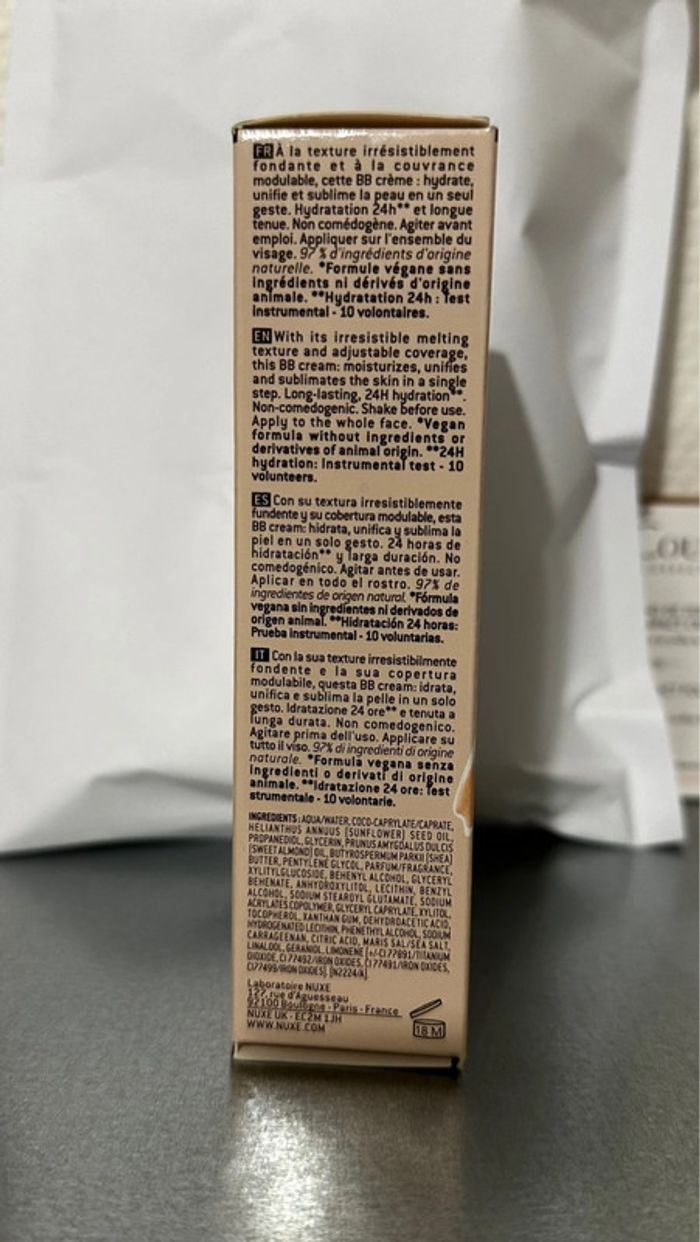 FR À la texture irrésistiblement
fondante et à la couvrance
modulable, cette BB crème : hydrate,
unifie et sublime la peau en un seul
geste. Hydratation 24h** et longue
tenue. Non comédogène. Agiter avant
emploi. Appliquer sur l'ensemble du
visage. 97 % d'ingrédients d'origine
naturelle. *Formule végane sans
ingrédients ni dérivés d'origine
animale. **Hydratation 24h : Test
instrumental - 10 volontaires.
EN With its irresistible melting
texture and adjustable coverage,
this BB cream: moisturizes, unifies
and sublimates the skin in a single
step. Long-lasting, 24H hydration**.
Non-comedogenic. Shake before use.
Apply to the whole face. *Vegan
formula without ingredients or
derivatives of animal origin. **24H
hydration: Instrumental test - 10
volunteers.
ES Con su textura irresistiblemente
fundente y su cobertura modulable, esta
BB cream: hidrata, unifica y sublima la
piel en un solo gesto. 24 horas de
hidratación** y larga duración. No
comedogénico. Agitar antes de usar.
Aplicar en todo el rostro. 97% de
ingredientes de origen natural. *Fórmula
vegana sin ingredientes ni derivados de
origen animal. **Hidratación 24 horas:
Prueba instrumental - 10 voluntarias.
IT Con la sua texture irresistibilmente
fondente e la sua copertura
modulabile, questa BB cream: idrata,
unifica e sublima la pelle in un solo
gesto. Idratazione 24 ore** e tenuta a
lunga durata. Non comedogenico.
Agitare prima dell'uso. Applicare su
tutto il viso. 97% di ingredienti di origine
naturale. *Formula vegana senza
ingredienti o derivati di origine
animale. **Idratazione 24 ore: Test
strumentale - 10 volontarie.
INGREDIENTS : AQUA/WATER, COCO-CAPRYLATE/CAPRATE,
HELIANTHUS ANNUUS (SUNFLOWER) SEED OIL,
PROPANEDIOL, GLYCERIN, PRUNUS AMYGDALUS DULCIS
(SWEET ALMOND) OIL, BUTYROSPERMUM PARKII (SHEA)
BUTTER, PENTYLENE GLYCOL, PARFUM/FRAGRANCE,
XYLITYLGLUCOSIDE, BEHENYL ALCOHOL, GLYCERYL
BEHENATE, ANHYDROXYLITOL, LECITHIN, BENZYL
ALCOHOL, SODIUM STEAROYL GLUTAMATE, SODIUM
ACRYLATES COPOLYMER, GLYCERYL CAPRYLATE, XYLITOL,
TOCOPHEROL, XANTHAN GUM, DEHYDROACETIC ACID,
HYDROGENATED LECITHIN, PHENETHYL ALCOHOL, SODIUM
CARRAGEENAN, CITRIC ACID, MARIS SAL/SEA SALT,
LINALOOL, GERANIOL, LIMONENE [+/-CI 77891/TITANIUM
DIOXIDE, CI 77492/IRON OXIDES, CI 77491/IRON OXIDES,
CI 77499/IRON OXIDES]. [N2224/A].
Laboratoire NUXE
127, rue d'Aguesseau
92100 Boulogne - Paris - France
NUXE UK - EC2M 1JH
WWW.NUXE.COM
18 M